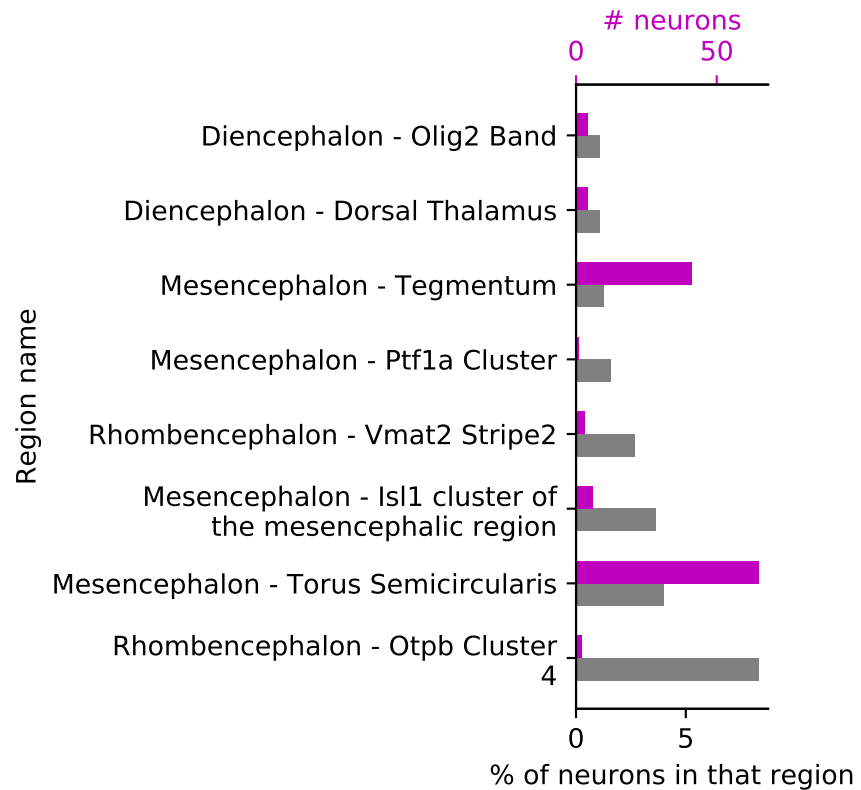 # neurons
0 50
Diencephalon - Olig2 Band
Diencephalon - Dorsal Thalamus
Mesencephalon - Tegmentum
Mesencephalon - Ptf1a Cluster
Rhombencephalon - Vmat2 Stripe2
Mesencephalon - Isl1 cluster of
the mesencephalic region
Mesencephalon - Torus Semicircularis
Rhombencephalon - Otpb Cluster
4
Region name
0 5
% of neurons in that region